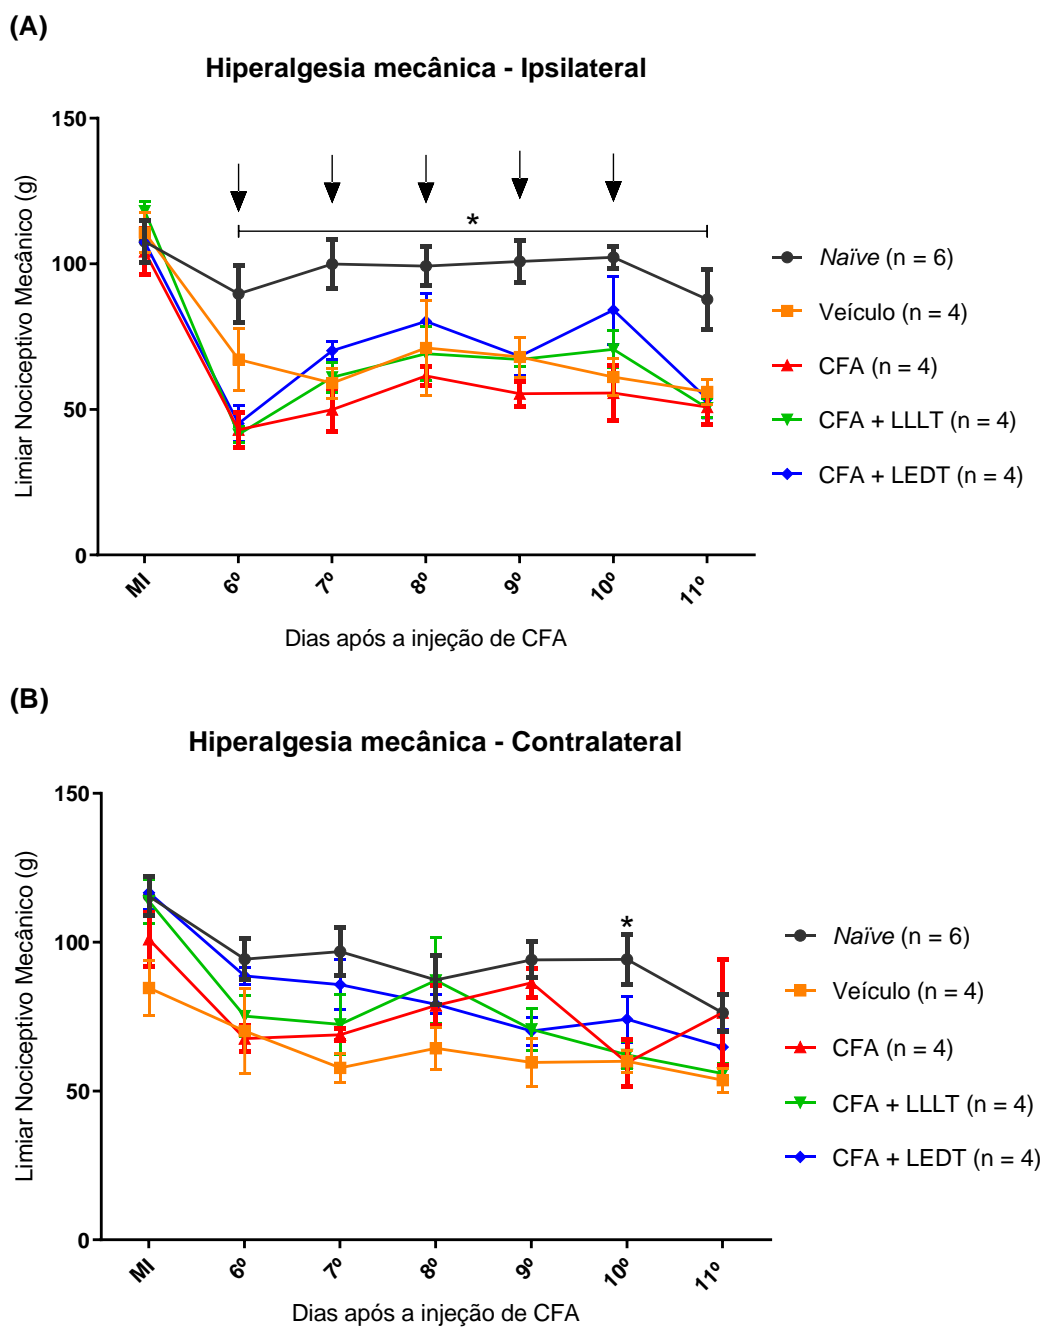 (A)
Hiperalgesia mecânica - Ipsilateral
Limiar Nociceptivo Mecânico (g)
150
100
50
0
*
MI
6º
7º
8º
9º
10º
11º
Dias após a injeção de CFA
Naïve (n = 6)
Veículo (n = 4)
CFA (n = 4)
CFA + LLLT (n = 4)
CFA + LEDT (n = 4)
(B)
Hiperalgesia mecânica - Contralateral
Limiar Nociceptivo Mecânico (g)
150
100
50
0
*
MI
6º
7º
8º
9º
10º
11º
Dias após a injeção de CFA
Naïve (n = 6)
Veículo (n = 4)
CFA (n = 4)
CFA + LLLT (n = 4)
CFA + LEDT (n = 4)